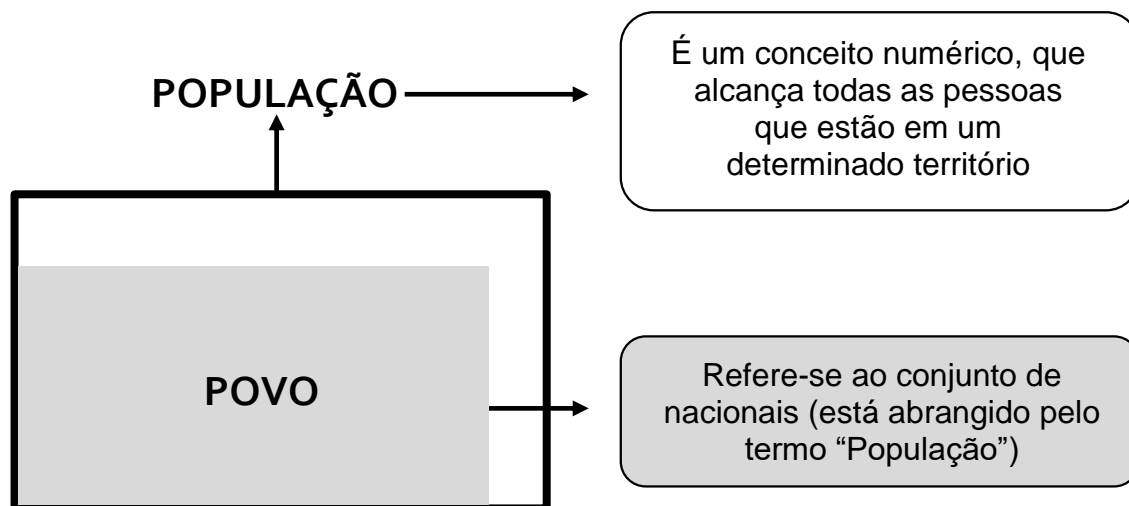 POPULAÇÃO
É um conceito numérico, que
alcança todas as pessoas
que estão em um
determinado território
POVO
Refere-se ao conjunto de
nacionais (está abrangido pelo
termo “População”)